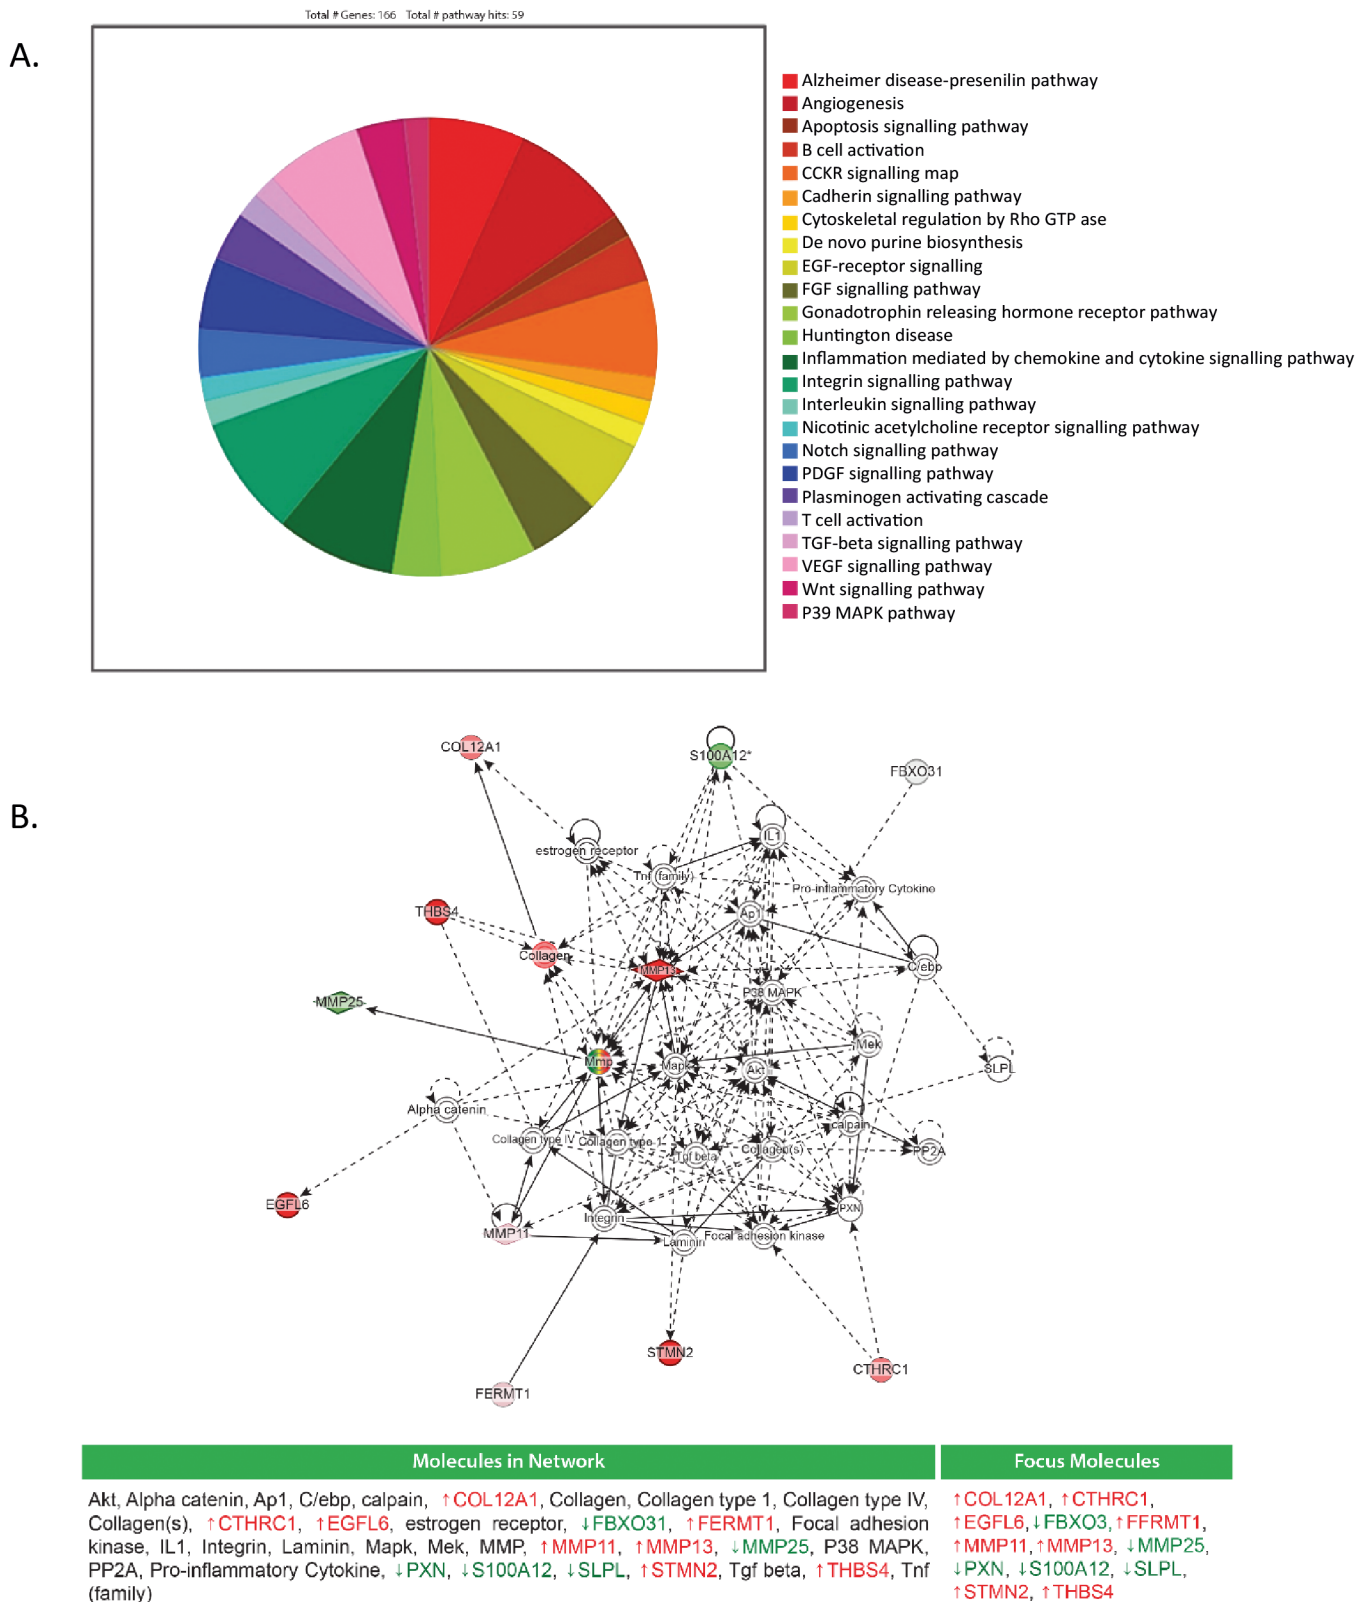 Total # Genes: 166 Total # pathway hits: 59
A.
Alzheimer disease-presenilin pathway
Angiogenesis
Apoptosis signalling pathway
B cell activation
CCKR signalling map
Cadherin signalling pathway
Cytoskeletal regulation by Rho GTP ase
De novo purine biosynthesis
EGF-receptor signalling
FGF signalling pathway
Gonadotrophin releasing hormone receptor pathway
Huntington disease
Inflammation mediated by chemokine and cytokine signalling pathway
Integrin signalling pathway
Interleukin signalling pathway
Nicotinic acetylcholine receptor signalling pathway
Notch signalling pathway
PDGF signalling pathway
Plasminogen activating cascade
T cell activation
TGF-beta signalling pathway
VEGF signalling pathway
Wnt signalling pathway
P39 MAPK pathway
B.
COL12A1
S100A12*
FBXO31
IL1
estrogen receptor
Tnf (family)
Pro-inflammatory Cytokine
THBS4
Ap1
Collagen
MMP13
C/ebp
MMP25
P38 MAPK
Mek
Mmp
Mapk
Akt
SLPL
Alpha catenin
calpain
Collagen type IV
Collagen type 1
Tgf beta
Collagen(s)
PP2A
EGFL6
MMP11
Integrin
PXN
Laminin
Focal adhesion kinase
STMN2
CTHRC1
FERMT1
Molecules in Network
Akt, Alpha catenin, Ap1, C/ebp, calpain, ↑COL12A1, Collagen, Collagen type 1, Collagen type IV,
Collagen(s), ↑CTHRC1, ↑EGFL6, estrogen receptor, ↓FBXO31, ↑FERMT1, Focal adhesion
kinase, IL1, Integrin, Laminin, Mapk, Mek, MMP, ↑MMP11, ↑MMP13, ↓MMP25, P38 MAPK,
PP2A, Pro-inflammatory Cytokine, ↓PXN, ↓S100A12, ↓SLPL, ↑STMN2, Tgf beta, ↑THBS4, Tnf
(family)
Focus Molecules
↑COL12A1, ↑CTHRC1,
↑EGFL6,↓FBXO3,↑FFRMT1,
↑MMP11,↑MMP13, ↓MMP25,
↓PXN, ↓S100A12, ↓SLPL,
↑STMN2, ↑THBS4